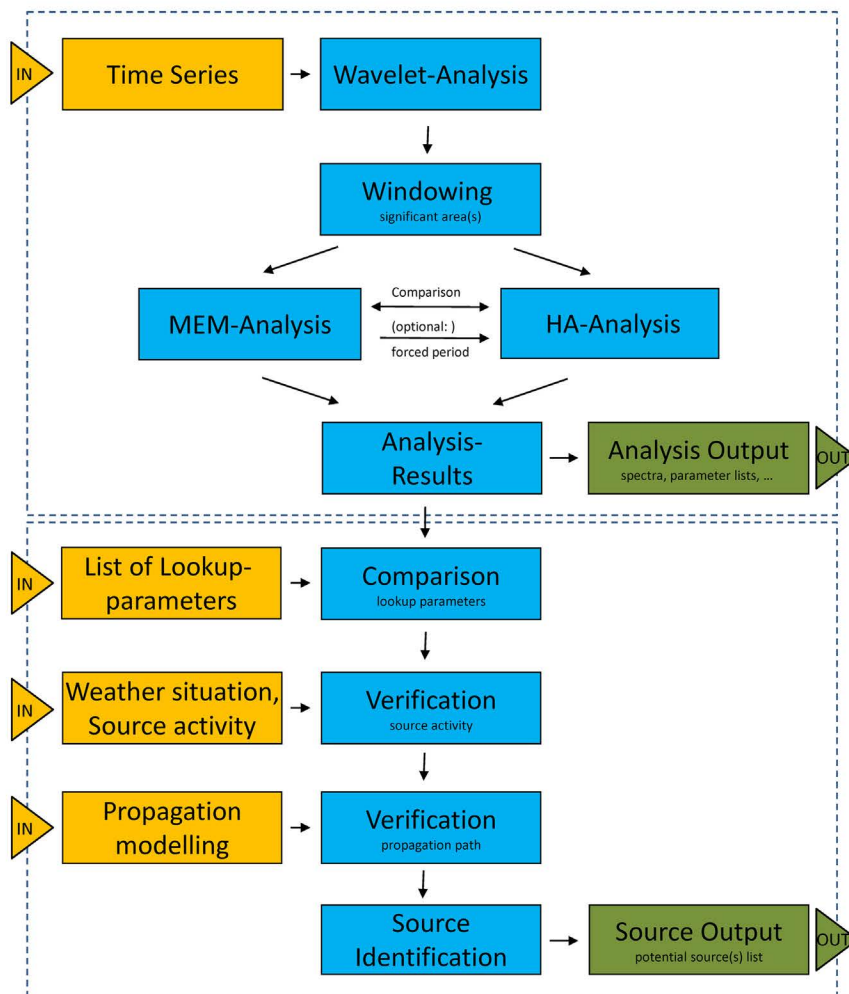 IN
Time Series
Wavelet-Analysis
Windowing
significant area(s)
MEM-Analysis
Comparison
(optional: )
forced period
HA-Analysis
Analysis-
Results
Analysis Output
spectra, parameter lists, ...
OUT
IN
List of Lookup-
parameters
Comparison
lookup parameters
IN
Weather situation,
Source activity
Verification
source activity
IN
Propagation
modelling
Verification
propagation path
Source
Identification
Source Output
potential source(s) list
OUT